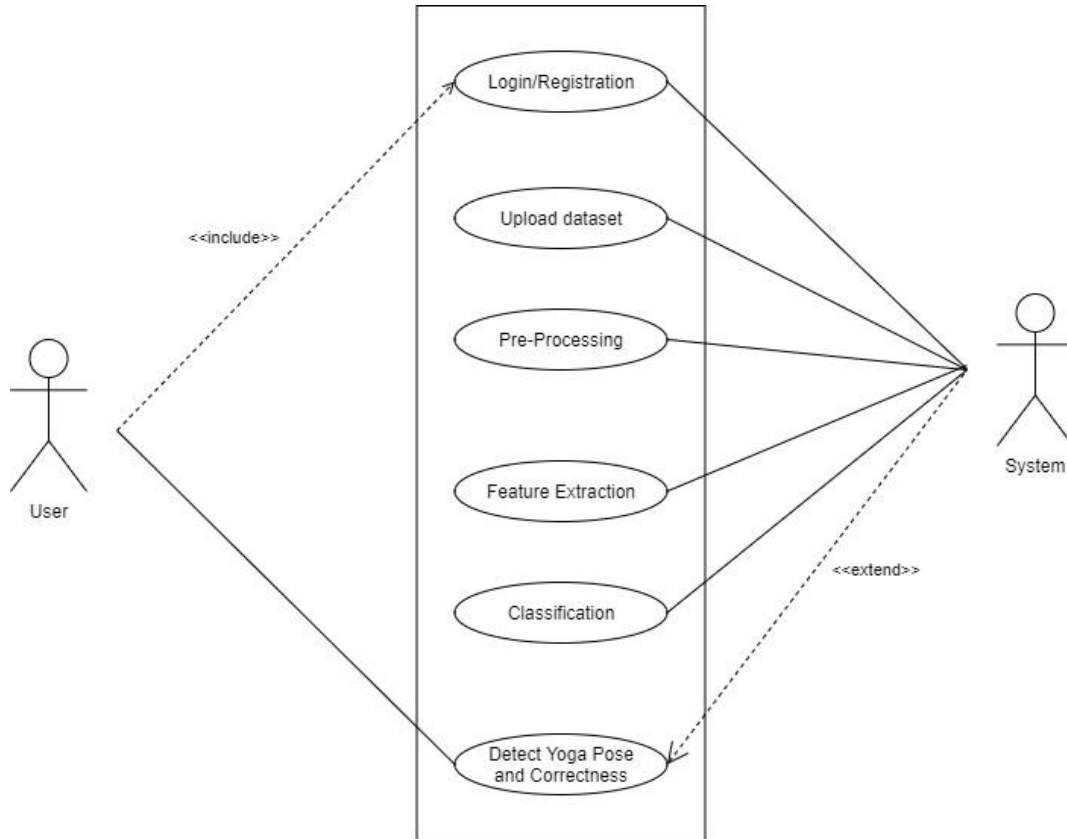 Login/Registration
Upload dataset
<<include>>
Pre-Processing
User
System
Feature Extraction
<<extend>>
Classification
Detect Yoga Pose
and Correctness